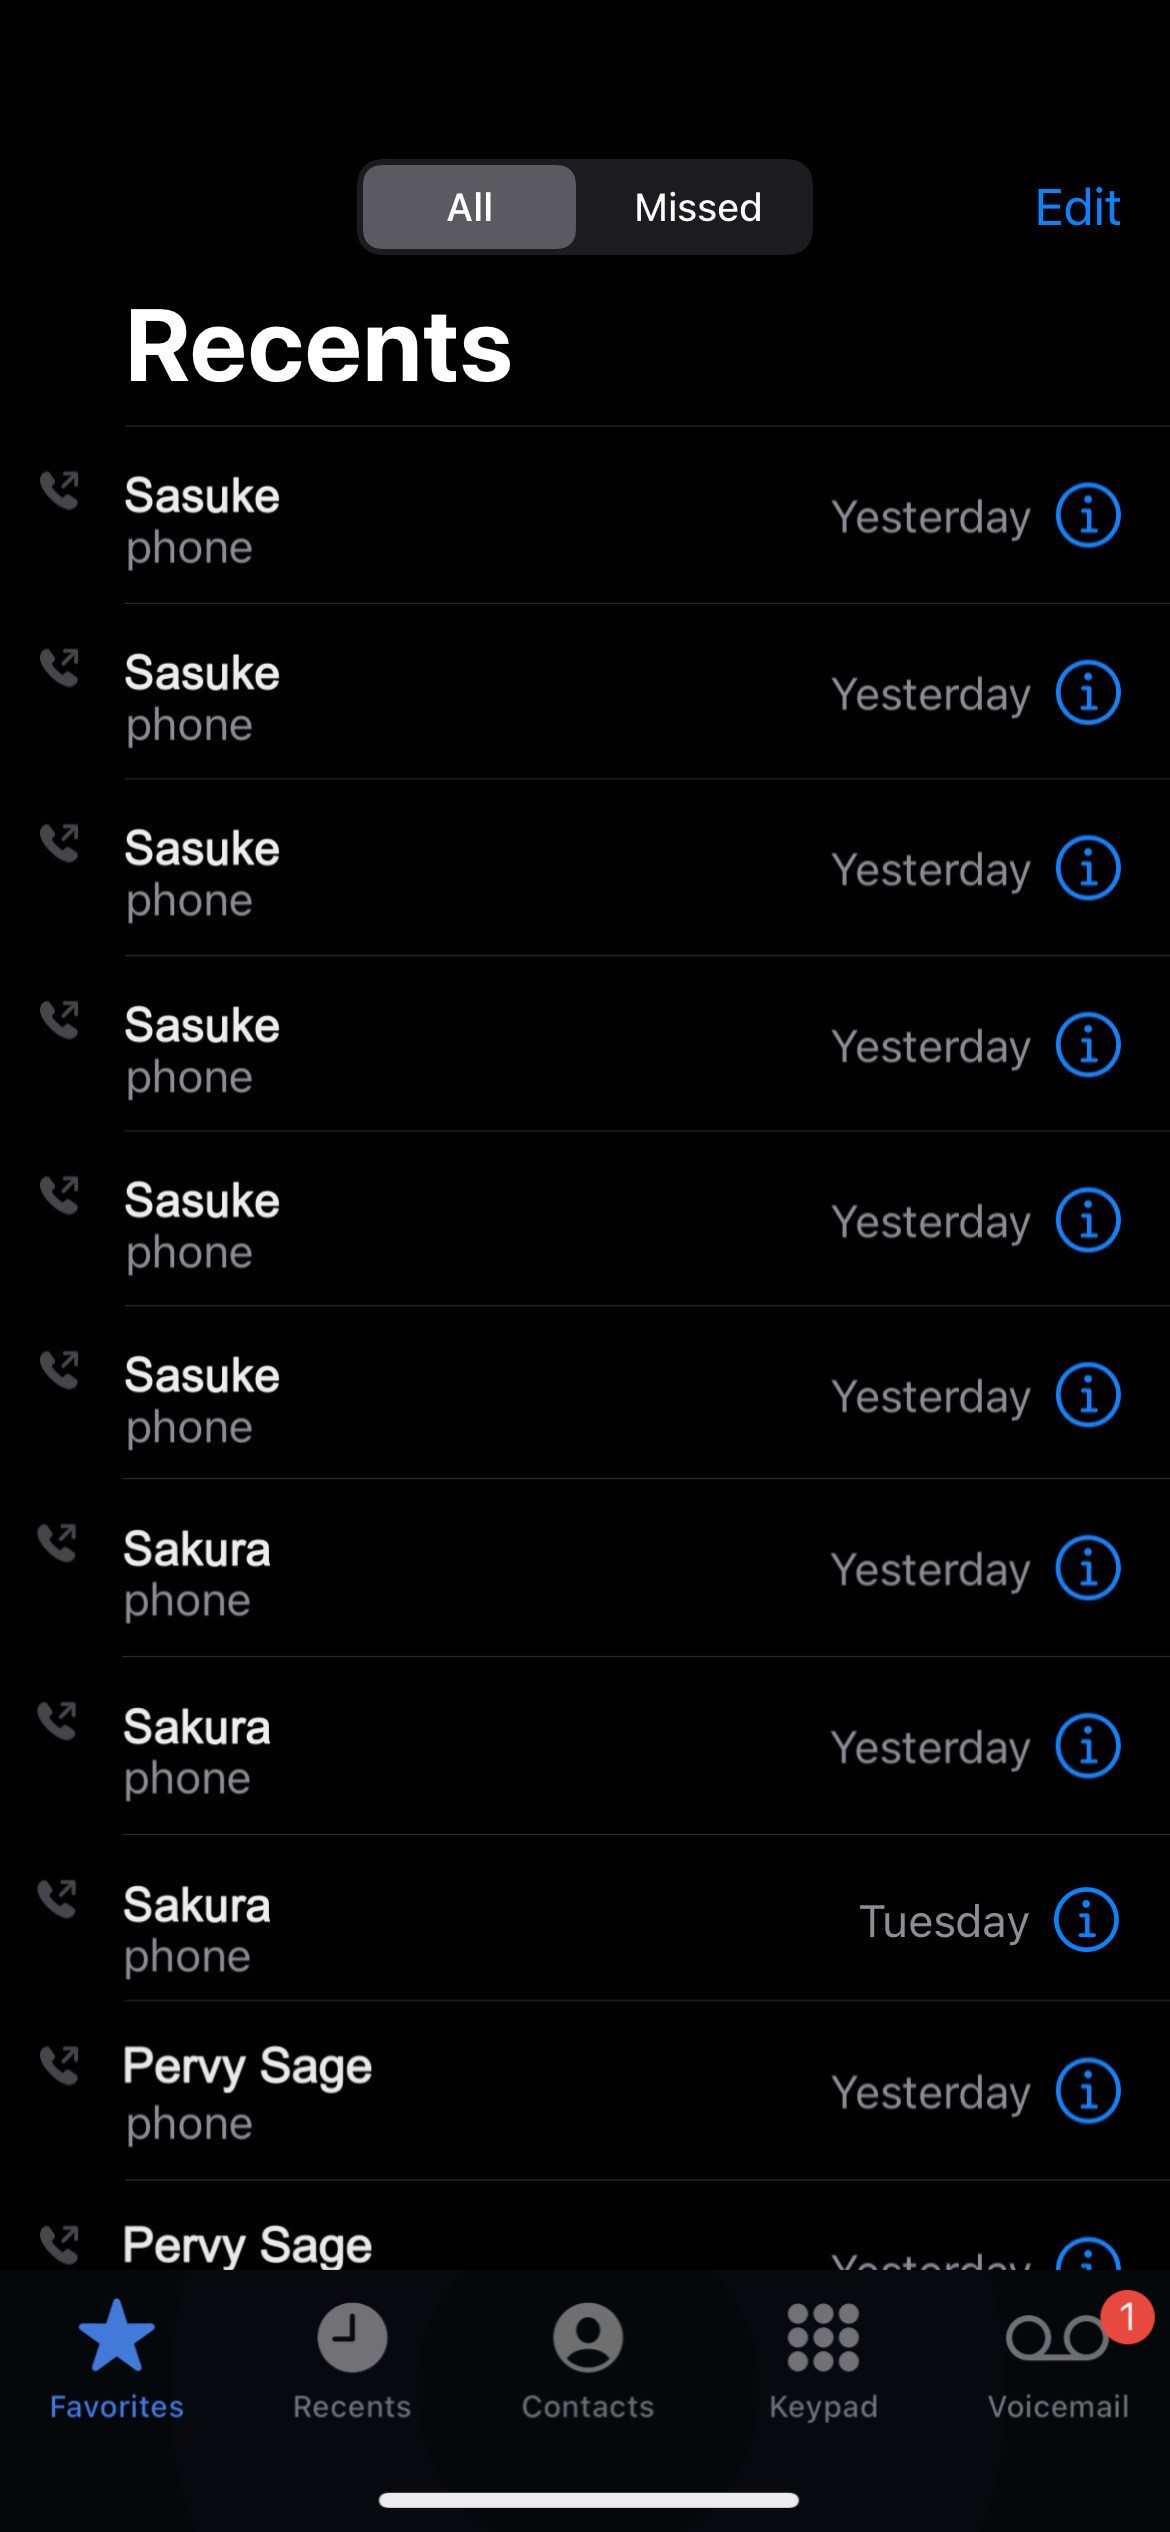 All Missed Edit
Recents
Sasuke
phone
Yesterday
Sasuke
phone
Yesterday
Sasuke
phone
Yesterday
Sasuke
phone
Yesterday
Sasuke
phone
Yesterday
Sasuke
phone
Yesterday
Sakura
phone
Yesterday
Sakura
phone
Yesterday
Sakura
phone
Tuesday
Pervy Sage
phone
Yesterday
Pervy Sage
Yesterday
1
Favorites Recents Contacts Keypad Voicemail